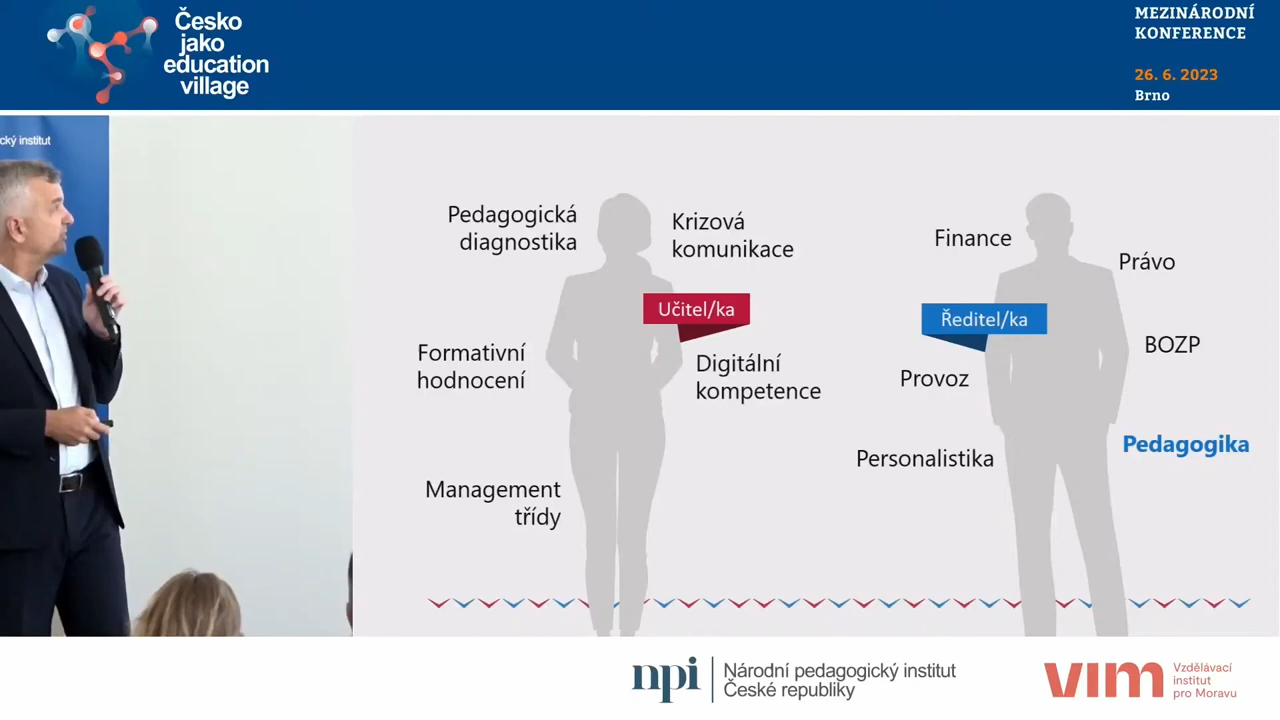 Česko
jako
education
village
MEZINÁRODNÍ
KONFERENCE
26. 6. 2023
Brno
cký institut
Pedagogická
diagnostika
Krizová
komunikace
Učitel/ka
Formativní
hodnocení
Digitální
kompetence
Management
třídy
Finance
Právo
Ředitel/ka
BOZP
Provoz
Pedagogika
Personalistika
npi
Národní pedagogický institut
České republiky
vim
Vzdělávací
institut
pro Moravu